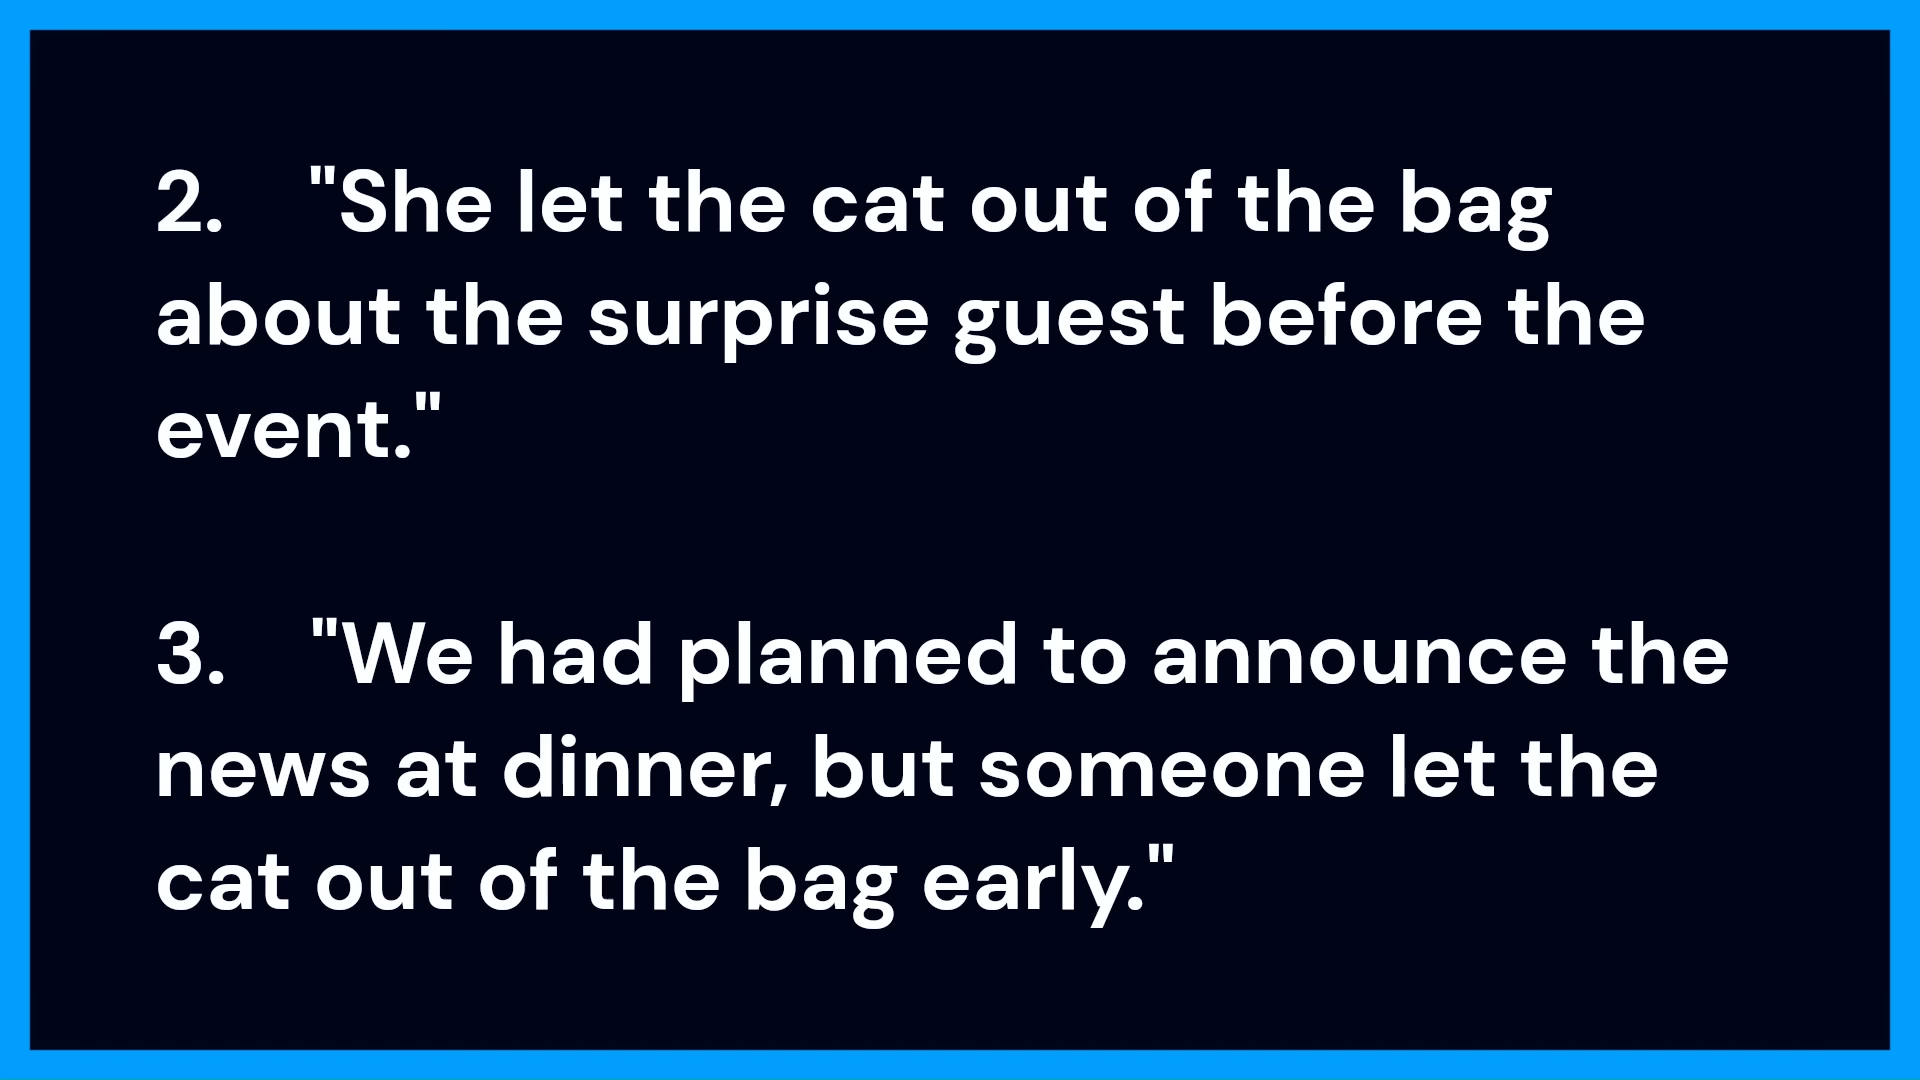 2. "She let the cat out of the bag
about the surprise guest before the
event."
3. "We had planned to announce the
news at dinner, but someone let the
cat out of the bag early."